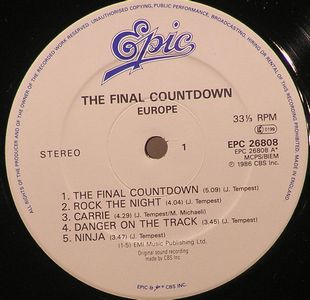 ALL RIGHTS OF THE PRODUCER AND OF THE OWNER OF THE RECORDED WORK RESERVED. UNAUTHORISED COPYING, PUBLIC PERFORMANCE, BROADCASTING, HIRING OR RENTAL OF THIS RECORDING PROHIBITED. MADE IN ENGLAND
Epic
THE FINAL COUNTDOWN
EUROPE
33⅓ RPM
0199
STEREO
1
EPC 26808
EPC 26808 A*
MCPS/BIEM
℗ 1986 CBS Inc.
1. THE FINAL COUNTDOWN (5.09) (J. Tempest)
2. ROCK THE NIGHT (4.04) (J. Tempest)
3. CARRIE (4.29) (J. Tempest/M. Michaeli)
4. DANGER ON THE TRACK (3.45) (J. Tempest)
5. NINJA (3.47) (J. Tempest)
(1-5) EMI Music Publishing Ltd.
Original sound recording
made by CBS Inc
EPIC & CBS INC.